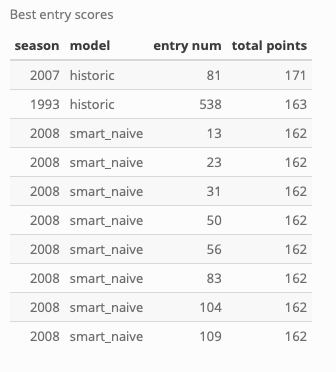 Best entry scores
season model entry num total points
2007 historic 81 171
1993 historic 538 163
2008 smart_naive 13 162
2008 smart_naive 23 162
2008 smart_naive 31 162
2008 smart_naive 50 162
2008 smart_naive 56 162
2008 smart_naive 83 162
2008 smart_naive 104 162
2008 smart_naive 109 162